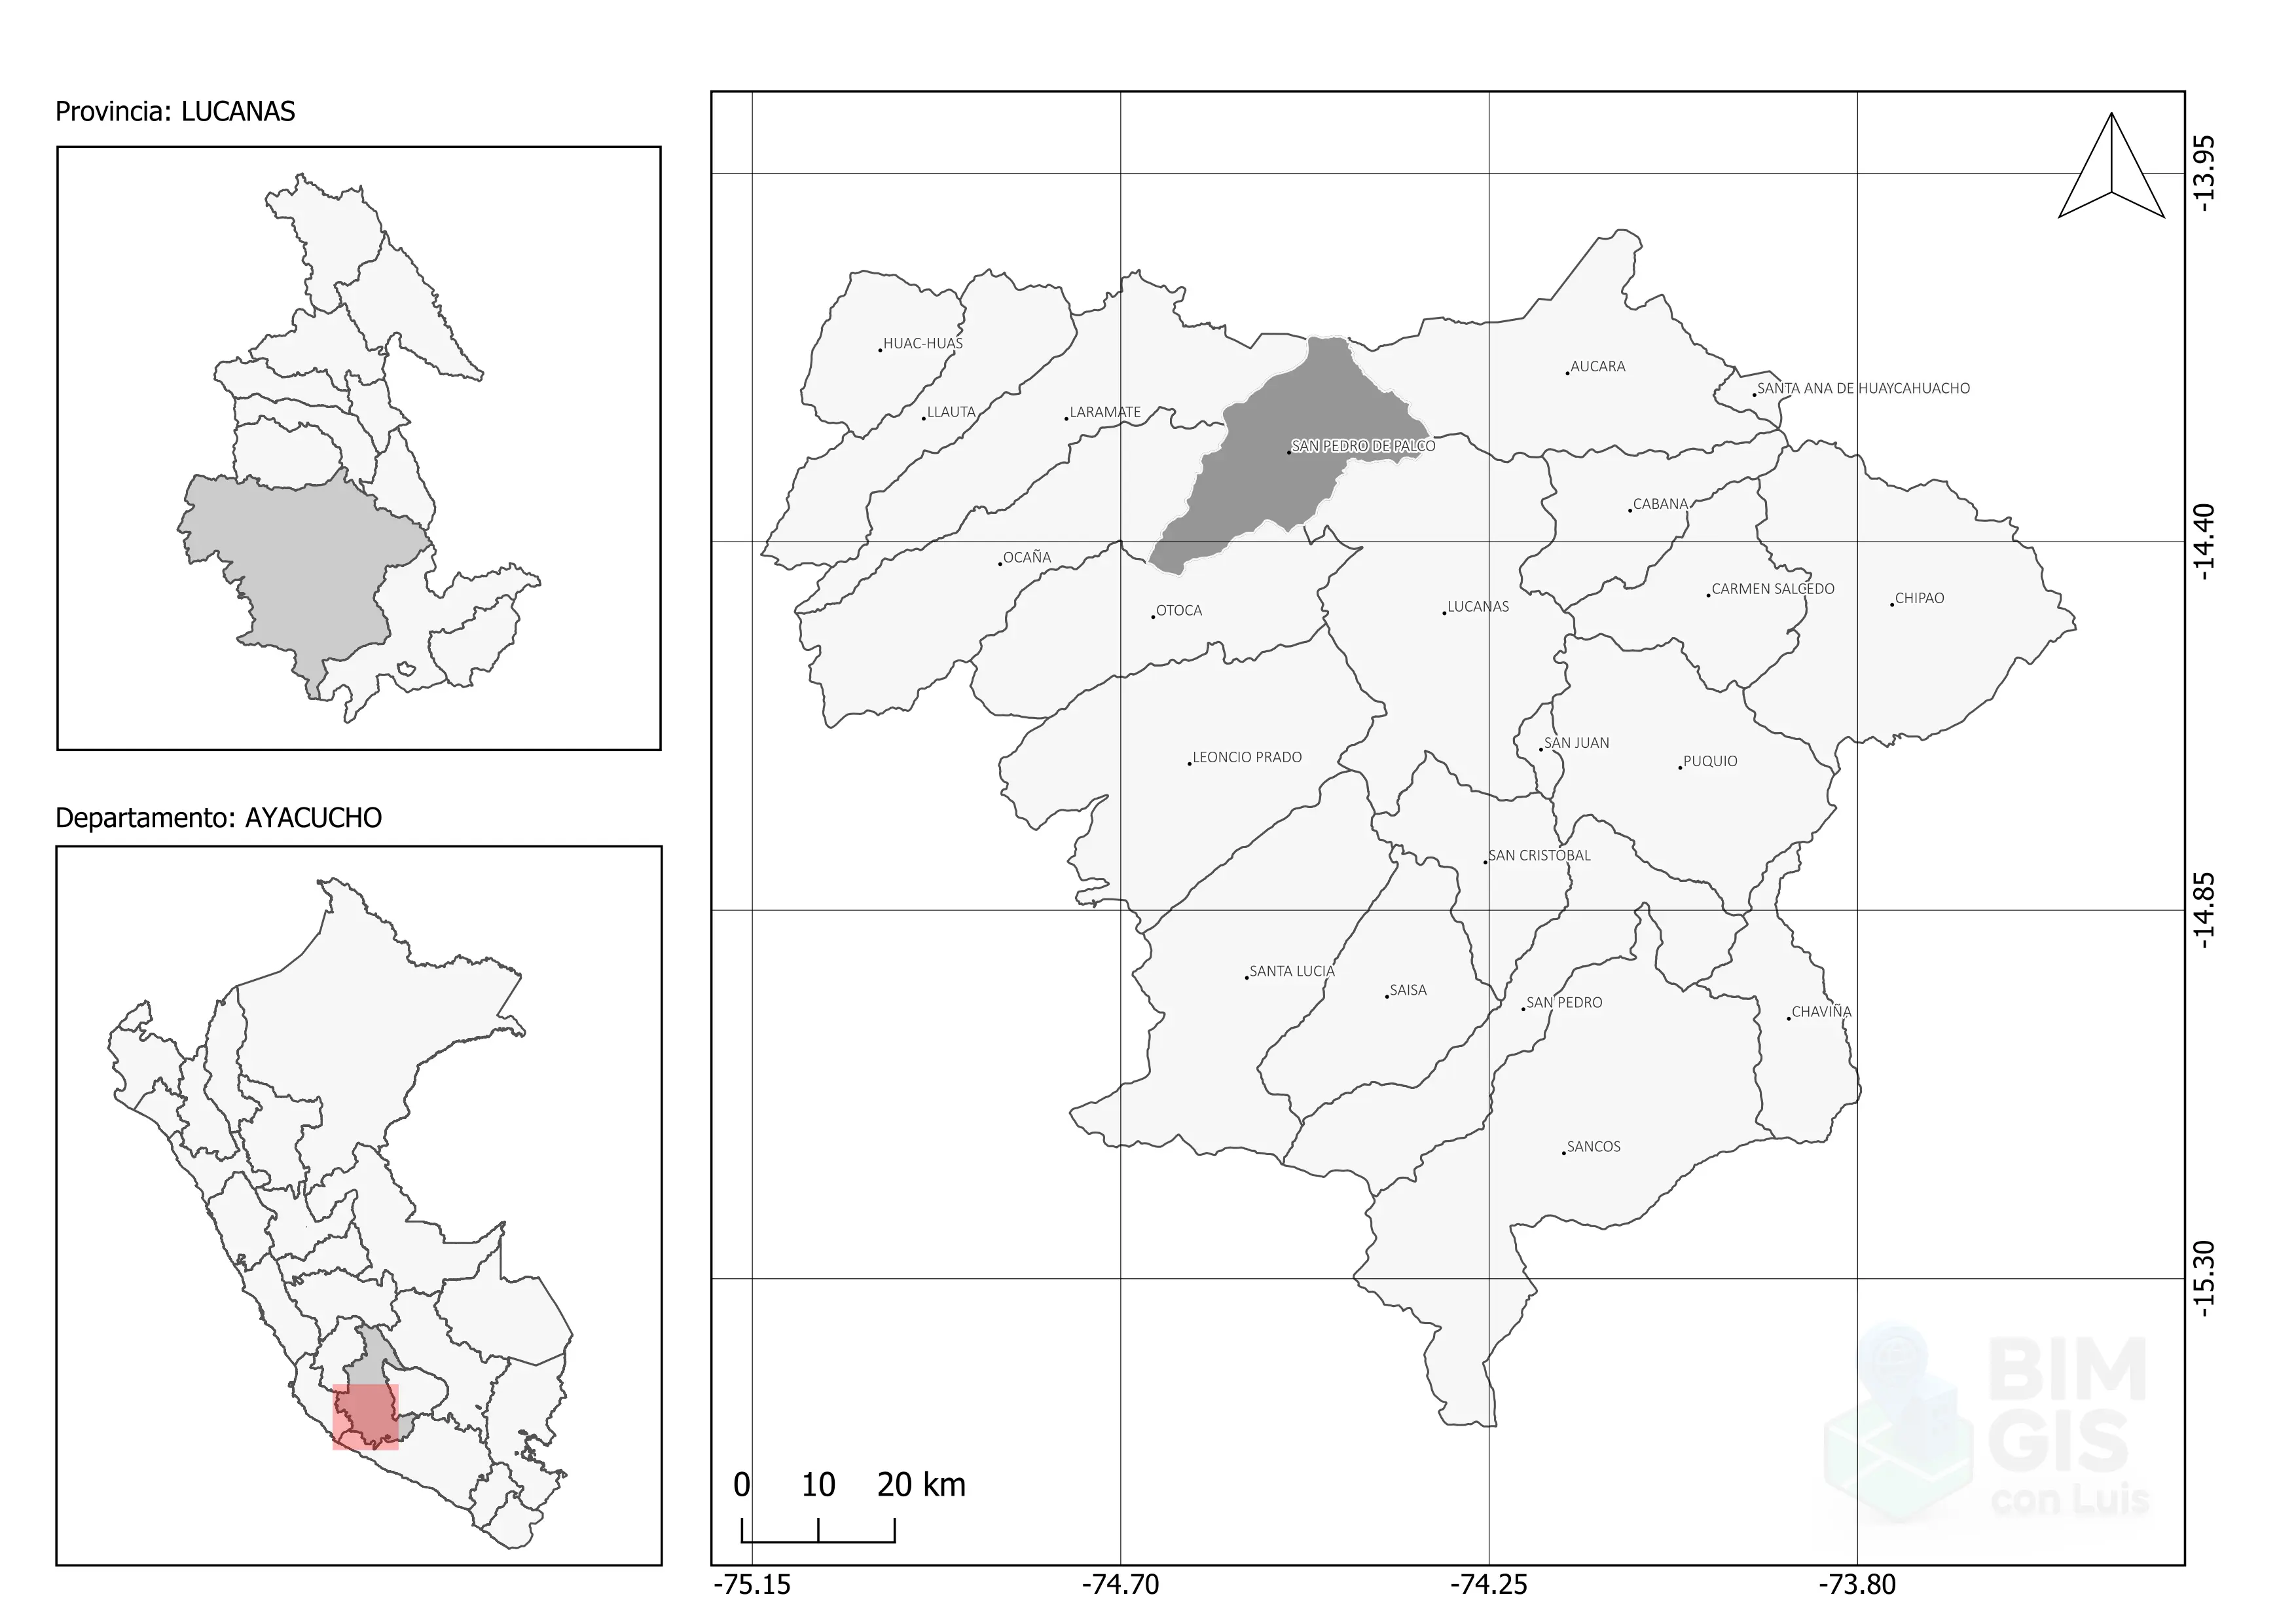 Provincia: LUCANAS
Departamento: AYACUCHO
-13.95
-14.40
-14.85
-15.30
HUAC-HUAS
AUCARA
SANTA ANA DE HUAYCAHUACHO
LLAUTA
LARAMATE
SAN PEDRO DE PALCO
CABANA
OCAÑA
CARMEN SALCEDO
CHIPAO
OTOCA
LUCANAS
SAN JUAN
LEONCIO PRADO
PUQUIO
SAN CRISTOBAL
SANTA LUCIA
SAISA
SAN PEDRO
CHAVIÑA
SANCOS
BIM
GIS
con Luis
0 10 20 km
-75.15 -74.70 -74.25 -73.80